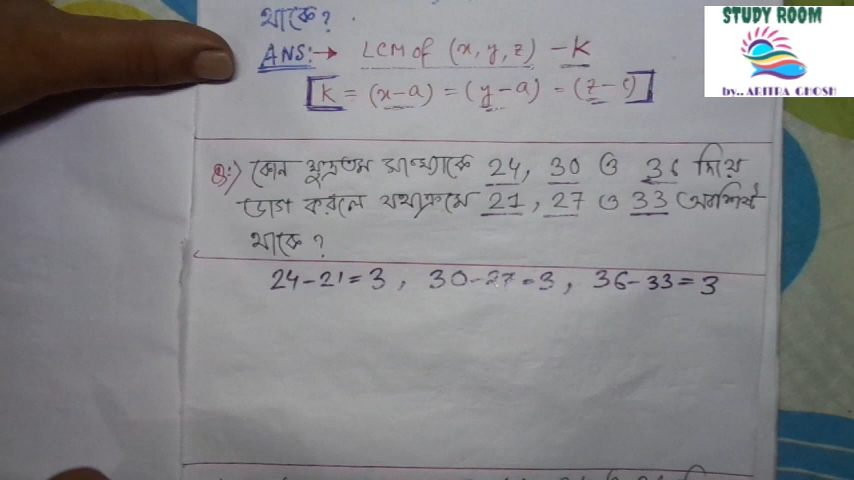 থাকে?
ANS:→ LCM of (x, y, z) – K
K = (x-a) = (y-a) = (z-c)
STUDY ROOM
by.. ARITRA GHOSH
Q:) কোন ক্ষুদ্রতম সংখ্যাকে 24, 30 ও 36 দিয়ে
ভাগ করলে যথাক্রমে 21, 27 ও 33 অবশিষ্ট
থাকে?
24-21=3, 30-27=3, 36-33=3